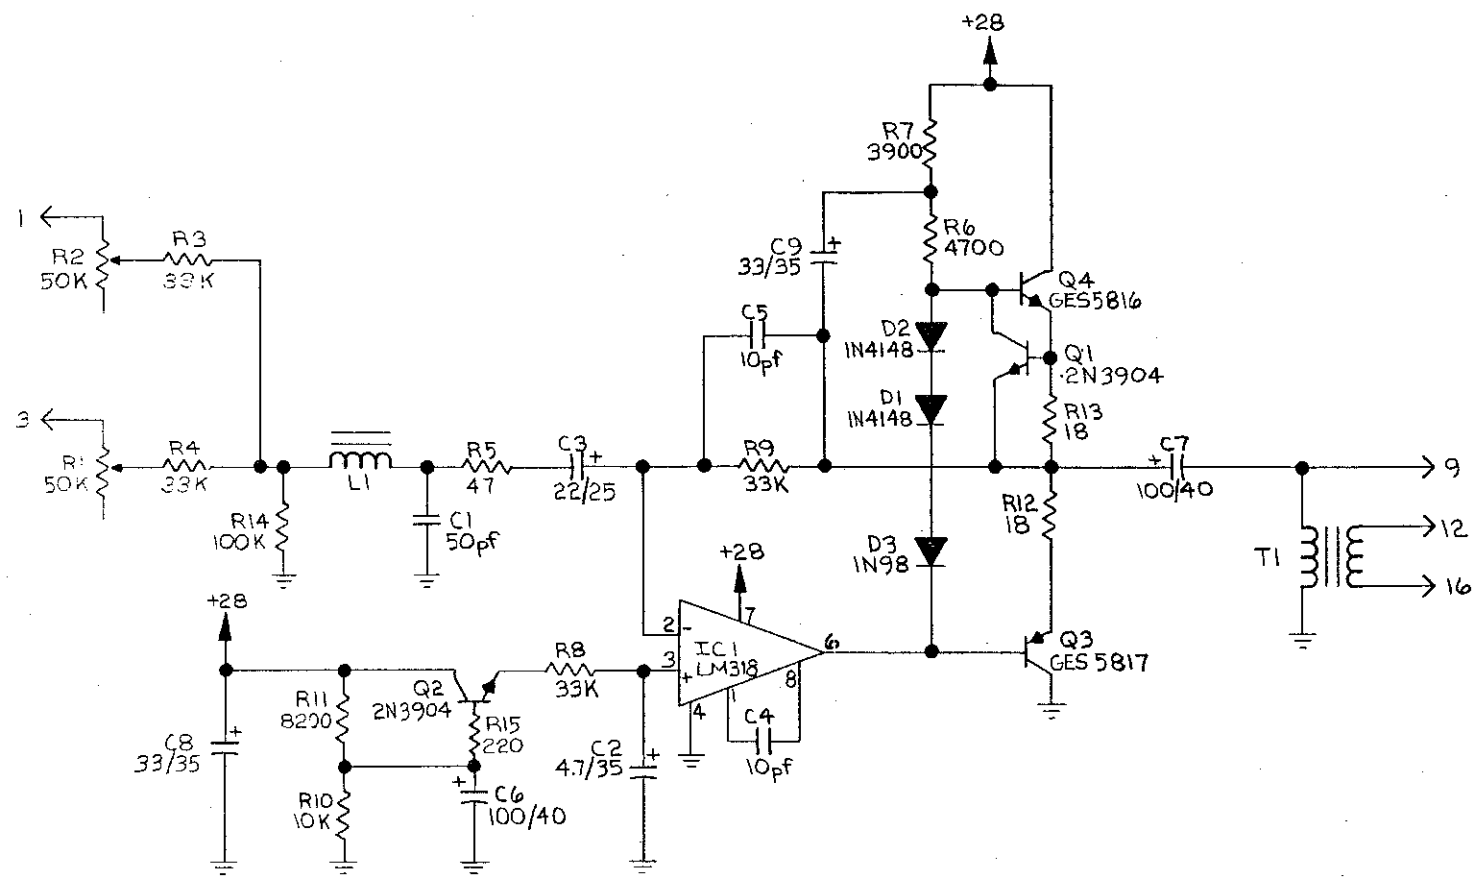 +28
R7
3900
1
R3
R2
33K
50K
R6
4700
C9
+
33/35
Q4
GES5816
C5
10pf
D2
1N4148
Q1
2N3904
D1
1N4148
R13
18
3
R4
R1
33K
50K
L1
R5
47
C3
+
22/25
R9
33K
C7
+
100/40
9
R14
100K
C1
50pf
R12
18
12
T1
16
D3
1N98
+28
+28
7
2
-
IC1
LM318
6
3
+
8
4
1
C4
10pf
Q3
GES 5817
R8
33K
Q2
2N3904
R11
8200
R15
220
C8
+
33/35
C2
+
4.7/35
R10
10K
+
C6
100/40